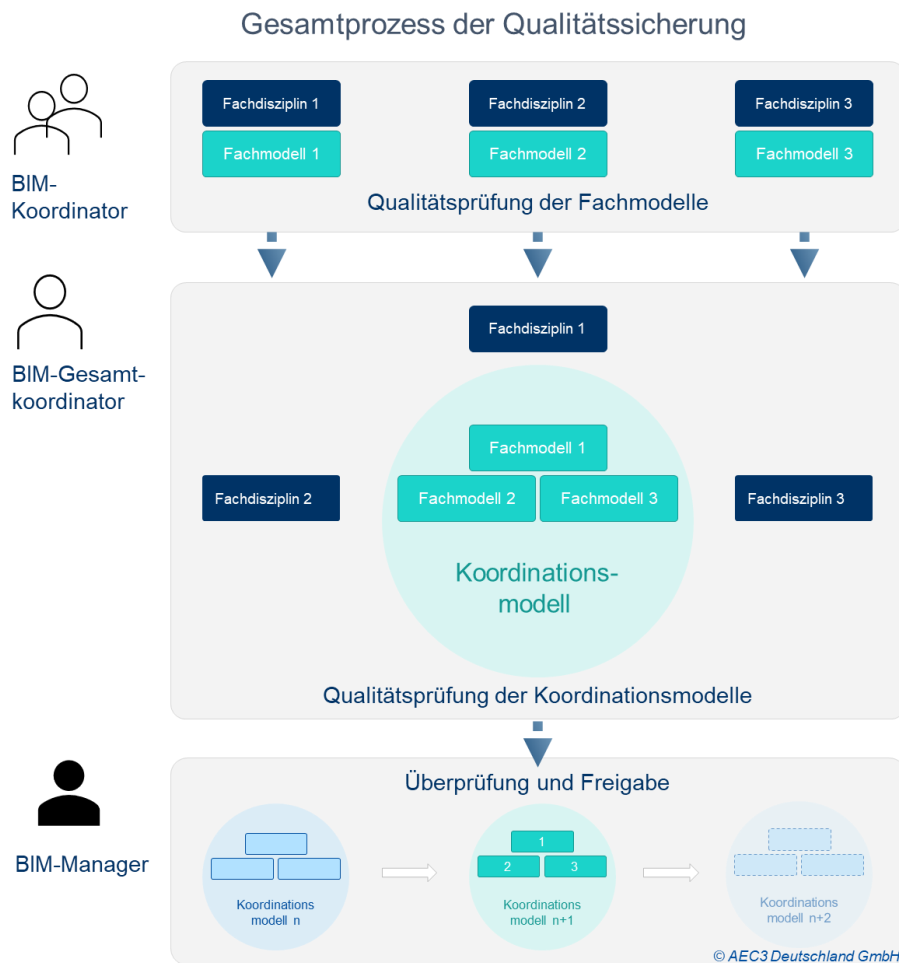 Gesamtprozess der Qualitätssicherung
Fachdisziplin 1
Fachdisziplin 2
Fachdisziplin 3
Fachmodell 1
Fachmodell 2
Fachmodell 3
BIM-
Koordinator
Qualitätsprüfung der Fachmodelle
BIM-Gesamt-
koordinator
Fachdisziplin 1
Fachmodell 1
Fachdisziplin 2
Fachmodell 2
Fachmodell 3
Fachdisziplin 3
Koordinations-
modell
Qualitätsprüfung der Koordinationsmodelle
BIM-Manager
Überprüfung und Freigabe
Koordinations
modell n
1
2
3
Koordinations
modell n+1
Koordinations
modell n+2
© AEC3 Deutschland GmbH